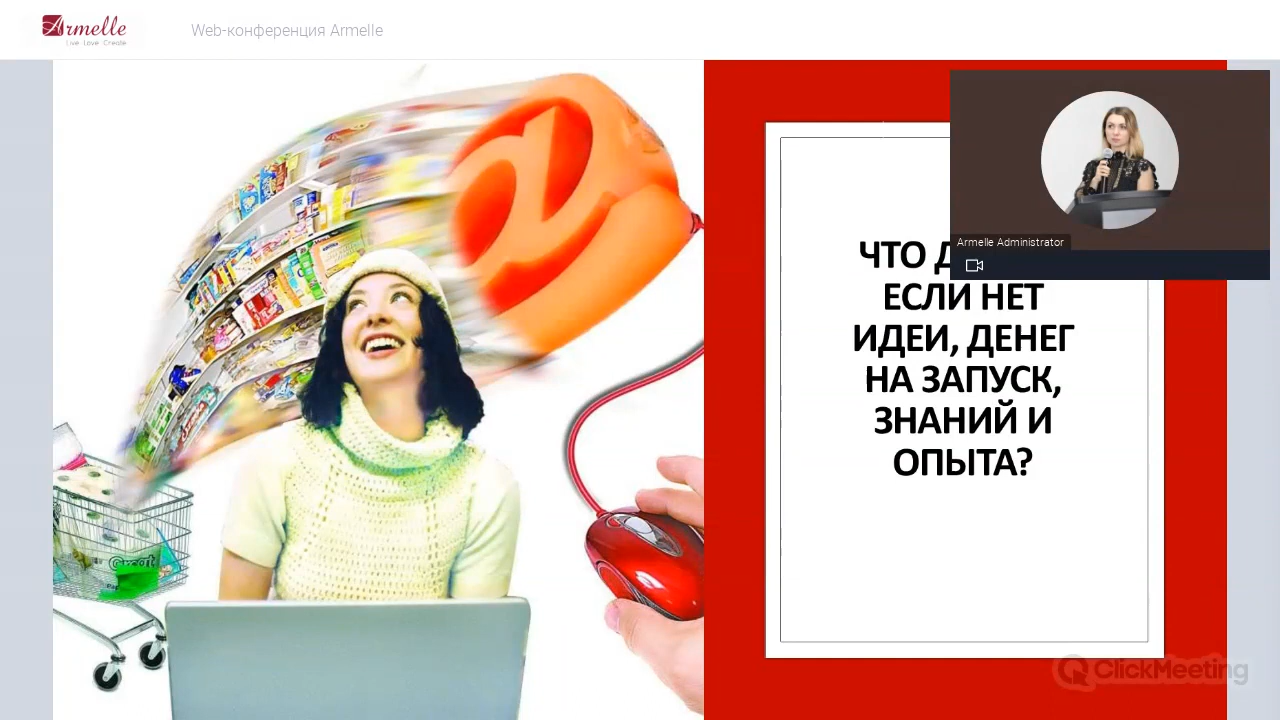 Armelle
Live Love Create
Web-конференция Armelle
@
Armelle Administrator
ЧТО
ЕСЛИ НЕТ
ИДЕИ, ДЕНЕГ
НА ЗАПУСК,
ЗНАНИЙ И
ОПЫТА?
ClickMeeting